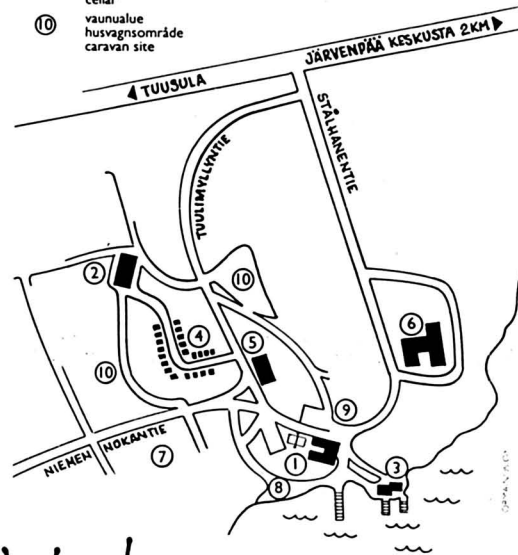 cellar
⑩ vaunualue
husvagnsområde
caravan site
JÄRVENPÄÄ KESKUSTA 2KM
TUUSULA
STÅLHANENTIE
TUULIMYLLYNTIE
②
⑩
④
⑥
⑤
⑩
⑨
NIEMEN NOKANTIE
⑦
①
③
⑧